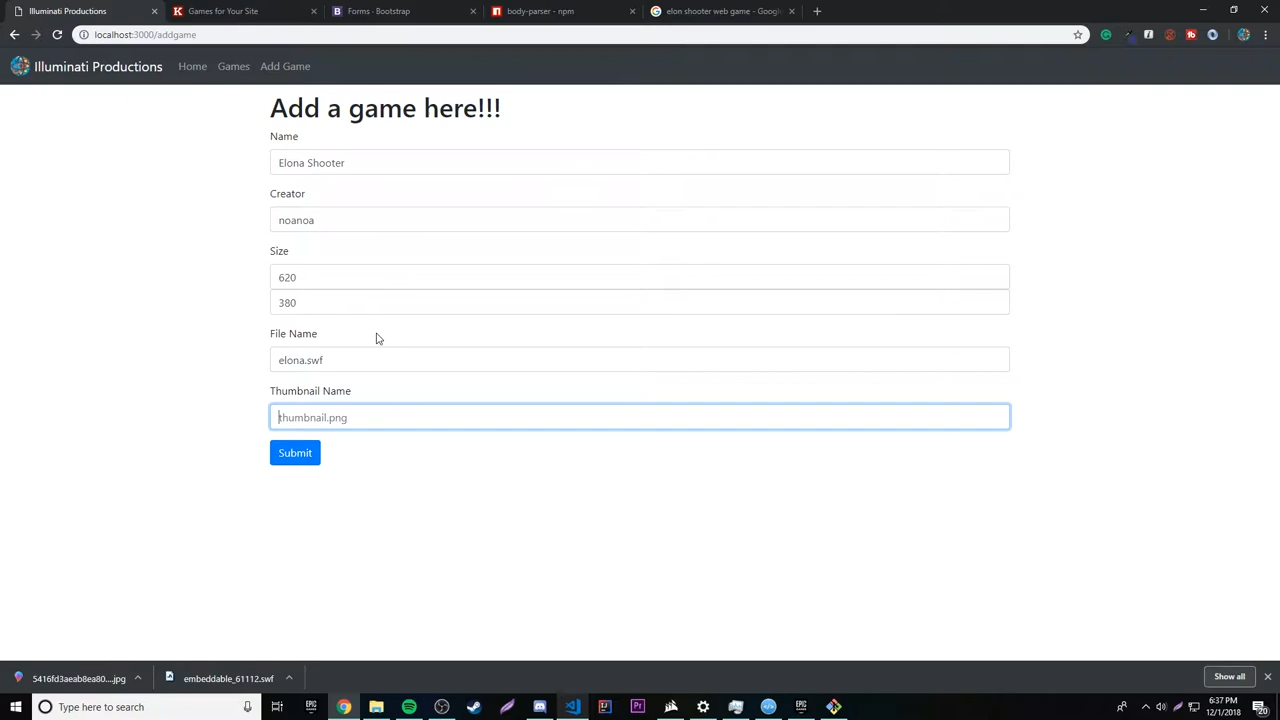 Illuminati Productions
Games for Your Site
Forms · Bootstrap
body-parser - npm
elon shooter web game - Google
localhost:3000/addgame
Illuminati Productions Home Games Add Game
Add a game here!!!
Name
Elona Shooter
Creator
noanoa
Size
620
380
File Name
elona.swf
Thumbnail Name
thumbnail.png
Submit
5416fd3aeab8ea80....jpg
embeddable_61112.swf
Show all
Type here to search
6:37 PM
12/1/2018